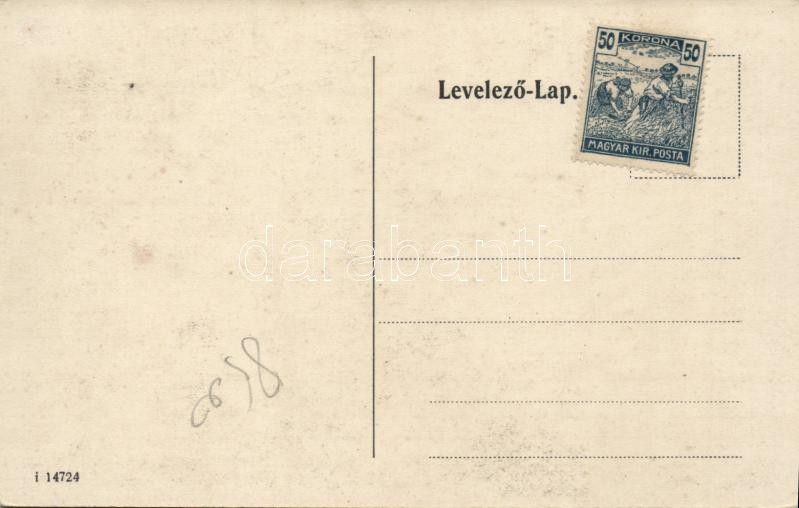 50 KORONA 50
MAGYAR KIR. POSTA
Levelező-Lap.
darabanth
i 14724